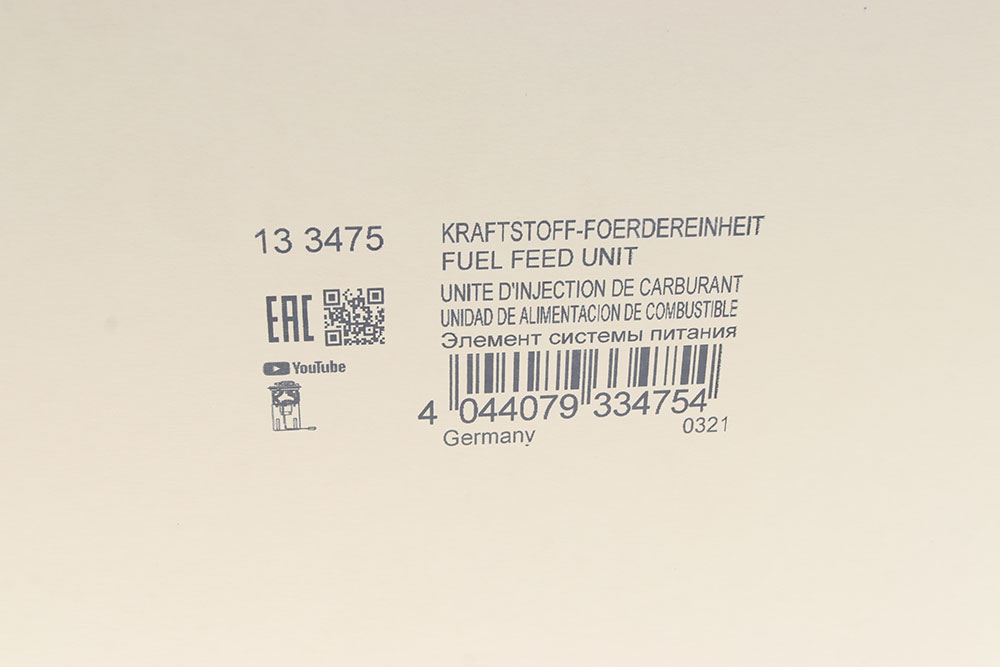 13 3475
KRAFTSTOFF-FOERDEREINHEIT
FUEL FEED UNIT
UNITE D'INJECTION DE CARBURANT
UNIDAD DE ALIMENTACION DE COMBUSTIBLE
Элемент системы питания
EAC
YouTube
4 044079 334754
Germany
0321